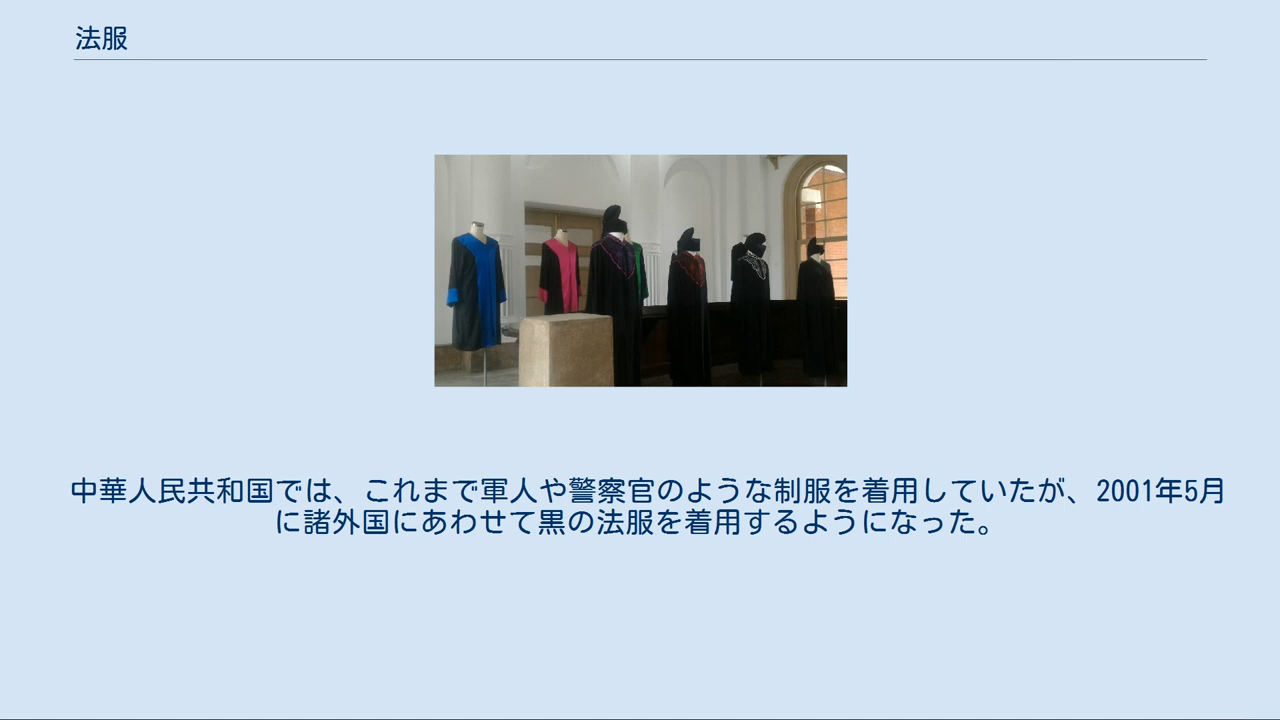 法服
中華人民共和国では、これまで軍人や警察官のような制服を着用していたが、2001年5月
に諸外国にあわせて黒の法服を着用するようになった。